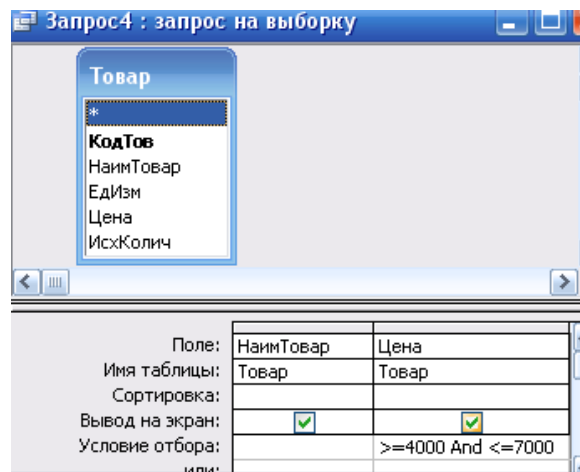 Запрос4 : запрос на выборку
Товар
*
КодТов
НаимТовар
ЕдИзм
Цена
ИсхКолич
Поле: НаимТовар Цена
Имя таблицы: Товар Товар
Сортировка:
Вывод на экран:
Условие отбора: >=4000 And <=7000
или: